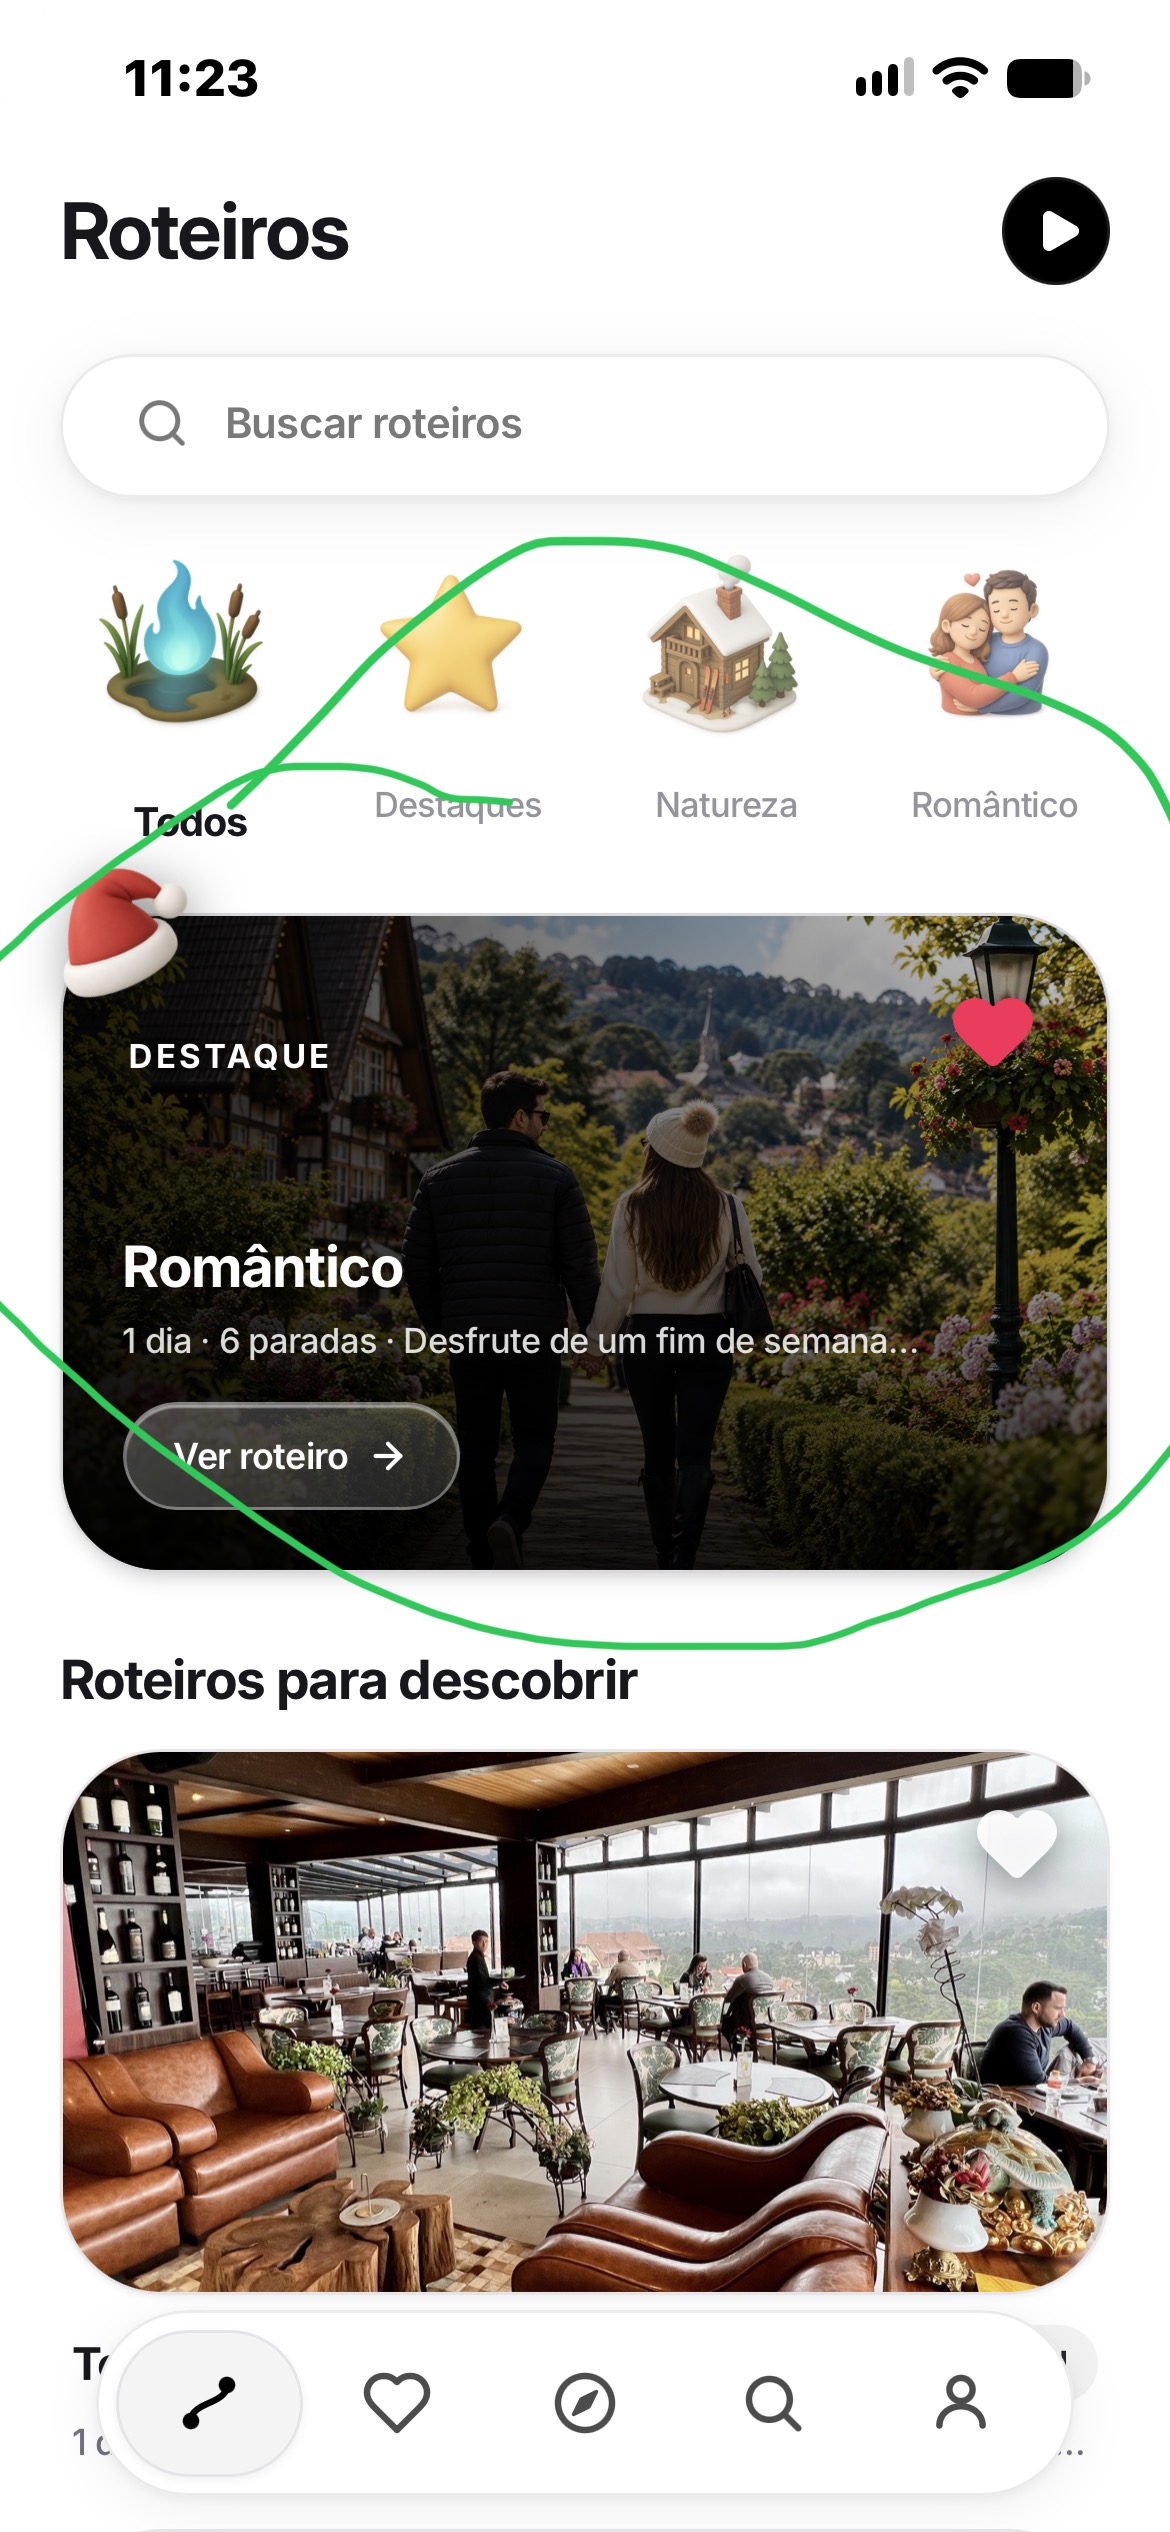 11:23
Roteiros
Buscar roteiros
Todos
Destaques
Natureza
Romântico
DESTAQUE
Romântico
1 dia · 6 paradas · Desfrute de um fim de semana...
Ver roteiro →
Roteiros para descobrir